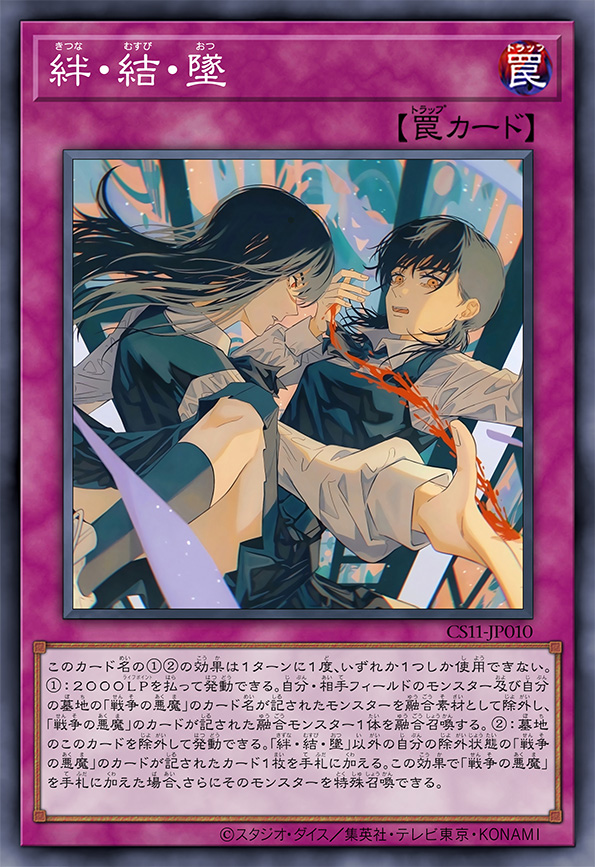 絆・結・墜
罠
【罠カード】
CS11-JP010
このカード名の①②の効果は1ターンに1度、いずれか1つしか使用できない。
①：2000LPを払って発動できる。自分・相手フィールドのモンスター及び自分
の墓地の「戦争の悪魔」のカード名が記されたモンスターを融合素材として除外し、
「戦争の悪魔」のカードが記された融合モンスター1体を融合召喚する。②：墓地
のこのカードを除外して発動できる。「絆・結・墜」以外の自分の除外状態の「戦争
の悪魔」のカードが記されたカード1枚を手札に加える。この効果で「戦争の悪魔」
を手札に加えた場合、さらにそのモンスターを特殊召喚できる。
©スタジオ・ダイス／集英社・テレビ東京・KONAMI